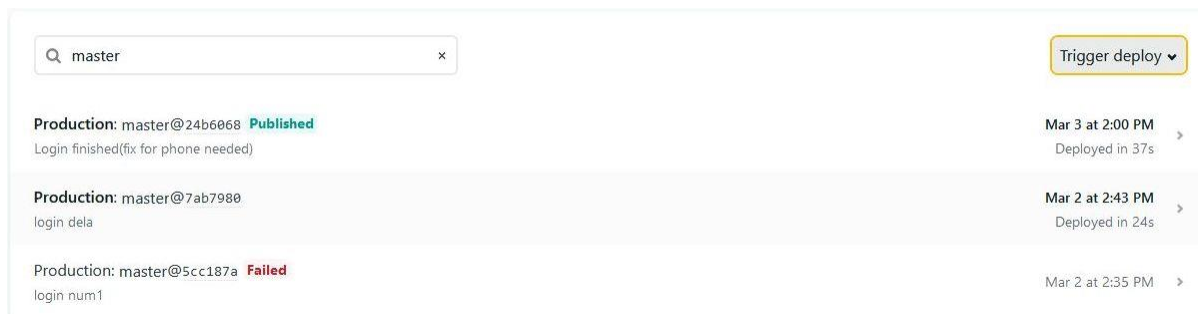 master ×
Trigger deploy
Production: master@24b6068 Published
Mar 3 at 2:00 PM
Login finished(fix for phone needed)
Deployed in 37s
Production: master@7ab7980
Mar 2 at 2:43 PM
login dela
Deployed in 24s
Production: master@5cc187a Failed
Mar 2 at 2:35 PM
login num1